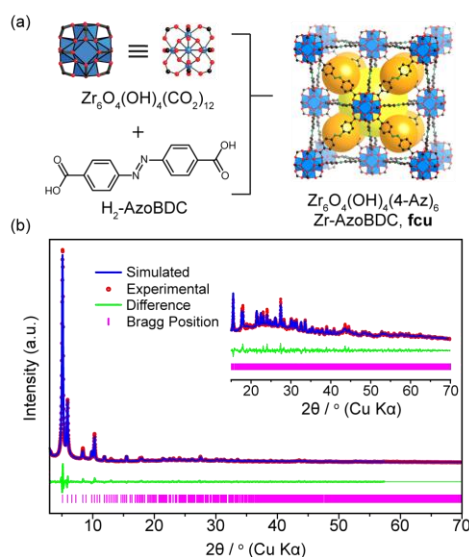 (a)
≡
Zr₆O₄(OH)₄(CO₂)₁₂
+
O
OH
N
N
HO
O
H₂-AzoBDC
Zr₆O₄(OH)₄(4-Az)₆
Zr-AzoBDC, fcu
(b)
Intensity (a.u.)
Simulated
Experimental
Difference
Bragg Position
20 30 40 50 60 70
2θ / ° (Cu Kα)
10 20 30 40 50 60 70
2θ / ° (Cu Kα)